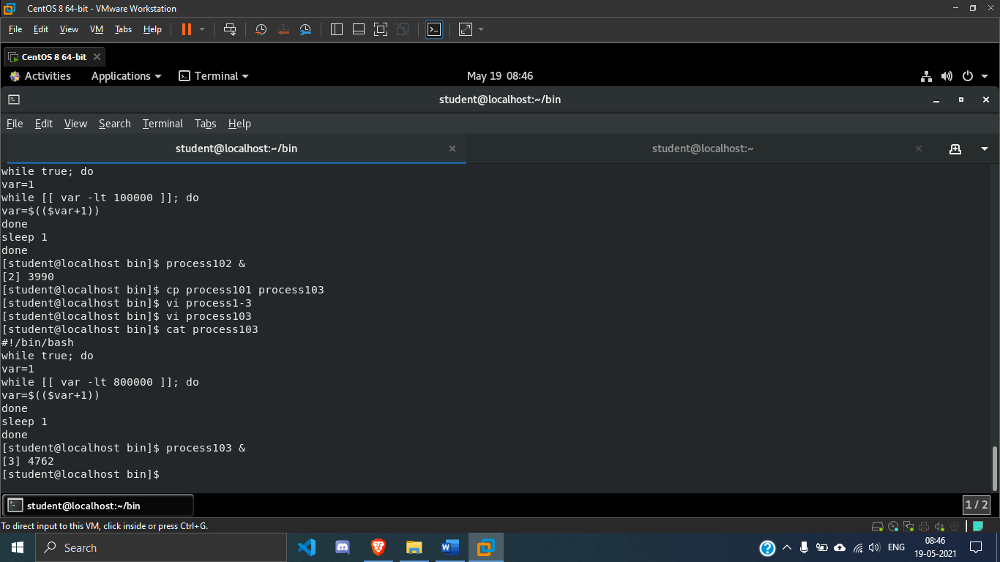 CentOS 8 64-bit - VMware Workstation
File Edit View VM Tabs Help
CentOS 8 64-bit
Activities Applications Terminal May 19 08:46
student@localhost:~/bin
File Edit View Search Terminal Tabs Help
student@localhost:~/bin student@localhost:~
while true; do
var=1
while [[ var -lt 100000 ]]; do
var=$(($var+1))
done
sleep 1
done
[student@localhost bin]$ process102 &
[2] 3990
[student@localhost bin]$ cp process101 process103
[student@localhost bin]$ vi process1-3
[student@localhost bin]$ vi process103
[student@localhost bin]$ cat process103
#!/bin/bash
while true; do
var=1
while [[ var -lt 800000 ]]; do
var=$(($var+1))
done
sleep 1
done
[student@localhost bin]$ process103 &
[3] 4762
[student@localhost bin]$
student@localhost:~/bin 1 / 2
To direct input to this VM, click inside or press Ctrl+G.
Search ENG 08:46
19-05-2021